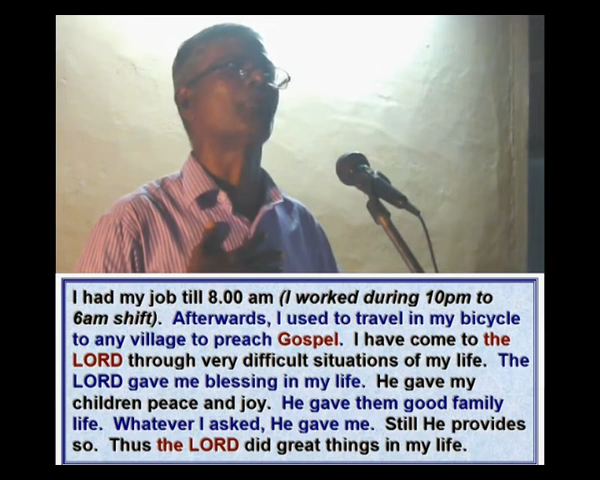 I had my job till 8.00 am (I worked during 10pm to
6am shift). Afterwards, I used to travel in my bicycle
to any village to preach Gospel. I have come to the
LORD through very difficult situations of my life. The
LORD gave me blessing in my life. He gave my
children peace and joy. He gave them good family
life. Whatever I asked, He gave me. Still He provides
so. Thus the LORD did great things in my life.